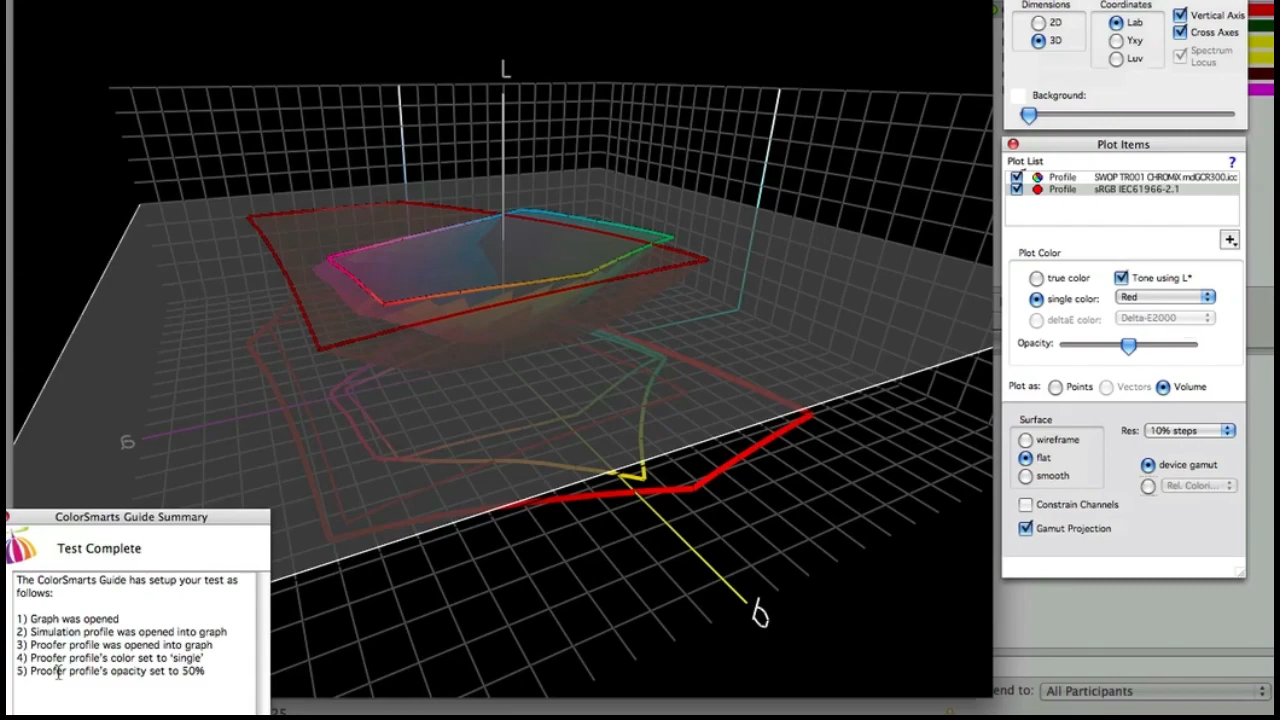 Dimensions
Coordinates
2D
3D
Lab
Yxy
Luv
Vertical Axis
Cross Axes
Spectrum
Locus
Background:
Plot Items
Plot List
?
Profile SWOP TR001 CHROMiX mdGCR300.icc
Profile sRGB IEC61966-2.1
+
Plot Color
true color
Tone using L*
single color:
Red
deltaE color:
Delta-E2000
Opacity:
Plot as:
Points
Vectors
Volume
Surface
wireframe
flat
smooth
Res:
10% steps
device gamut
Rel. Colori...
Constrain Channels
Gamut Projection
L
a
b
ColorSmarts Guide Summary
Test Complete
The ColorSmarts Guide has setup your test as
follows:
1) Graph was opened
2) Simulation profile was opened into graph
3) Proofer profile was opened into graph
4) Proofer profile's color set to 'single'
5) Proofer profile's opacity set to 50%
end to:
All Participants